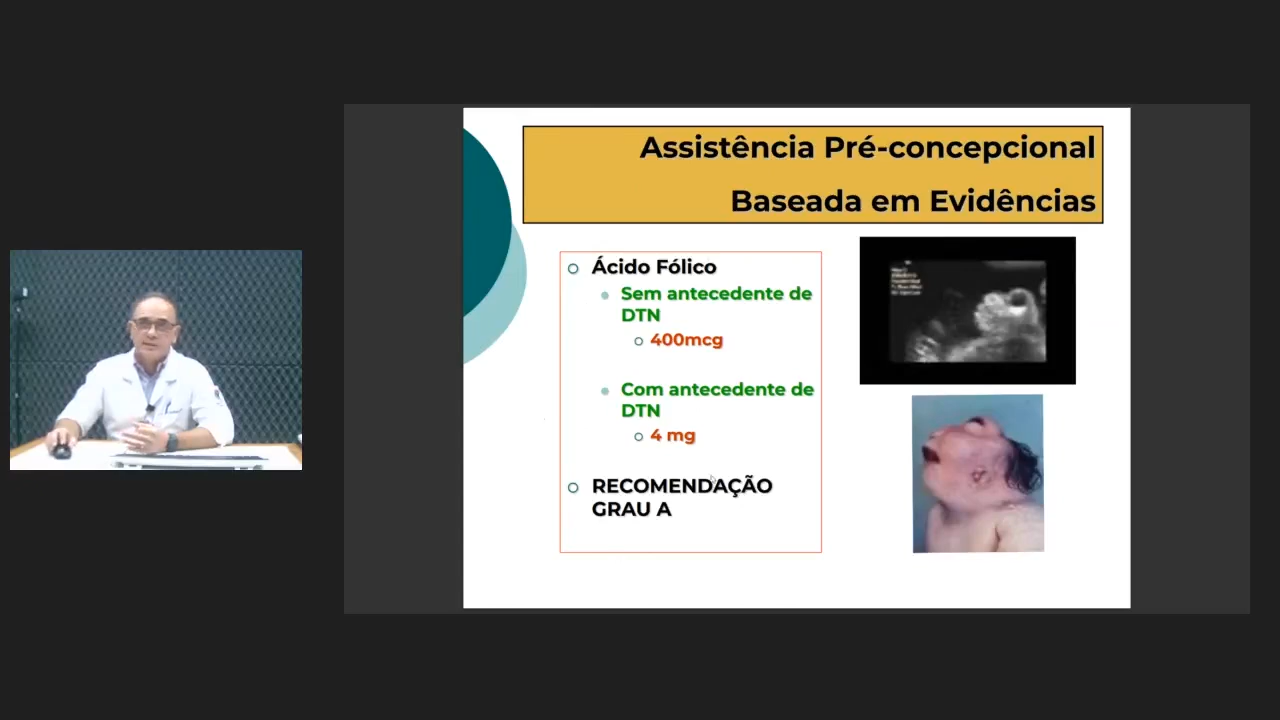 Assistência Pré-concepcional
Baseada em Evidências
Ácido Fólico
Sem antecedente de
DTN
400mcg
Com antecedente de
DTN
4 mg
RECOMENDAÇÃO
GRAU A